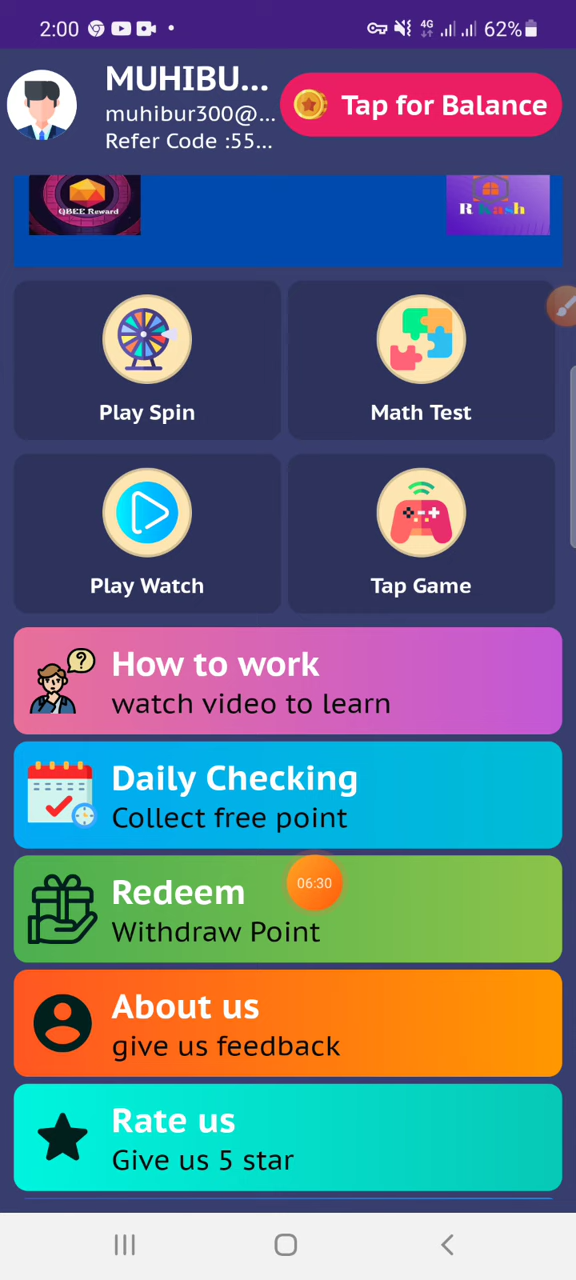 2:00
4G
62%
MUHIBU...
muhibur300@...
Refer Code :55...
Tap for Balance
QBEE Reward
R Kash
Play Spin
Math Test
Play Watch
Tap Game
How to work
watch video to learn
Daily Checking
Collect free point
Redeem
06:30
Withdraw Point
About us
give us feedback
Rate us
Give us 5 star